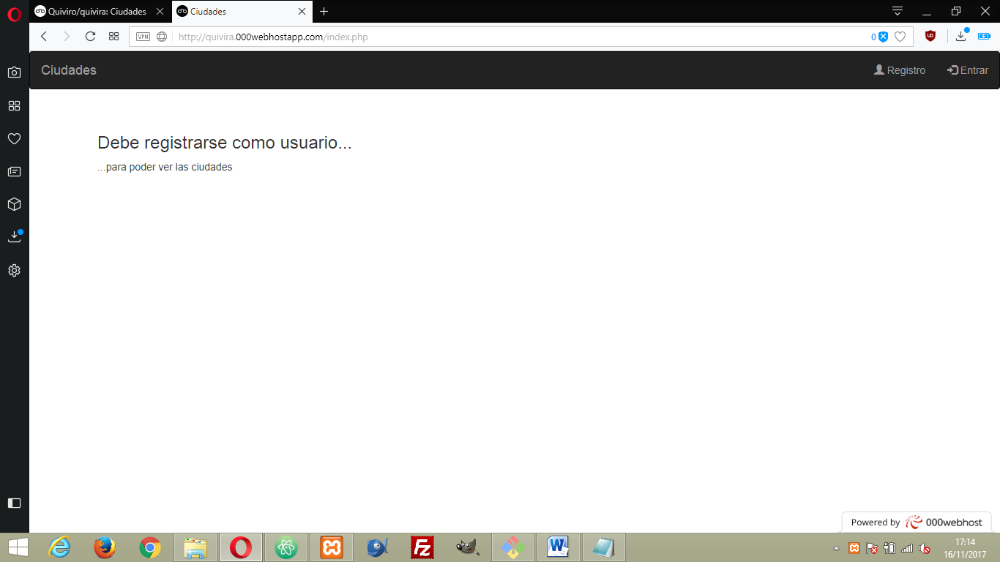 Quiviro/quivira: Ciudades
Ciudades
VPN
http://quivira.000webhostapp.com/index.php
0
Ciudades
Registro
Entrar
Debe registrarse como usuario...
...para poder ver las ciudades
Powered by 000webhost
17:14
16/11/2017